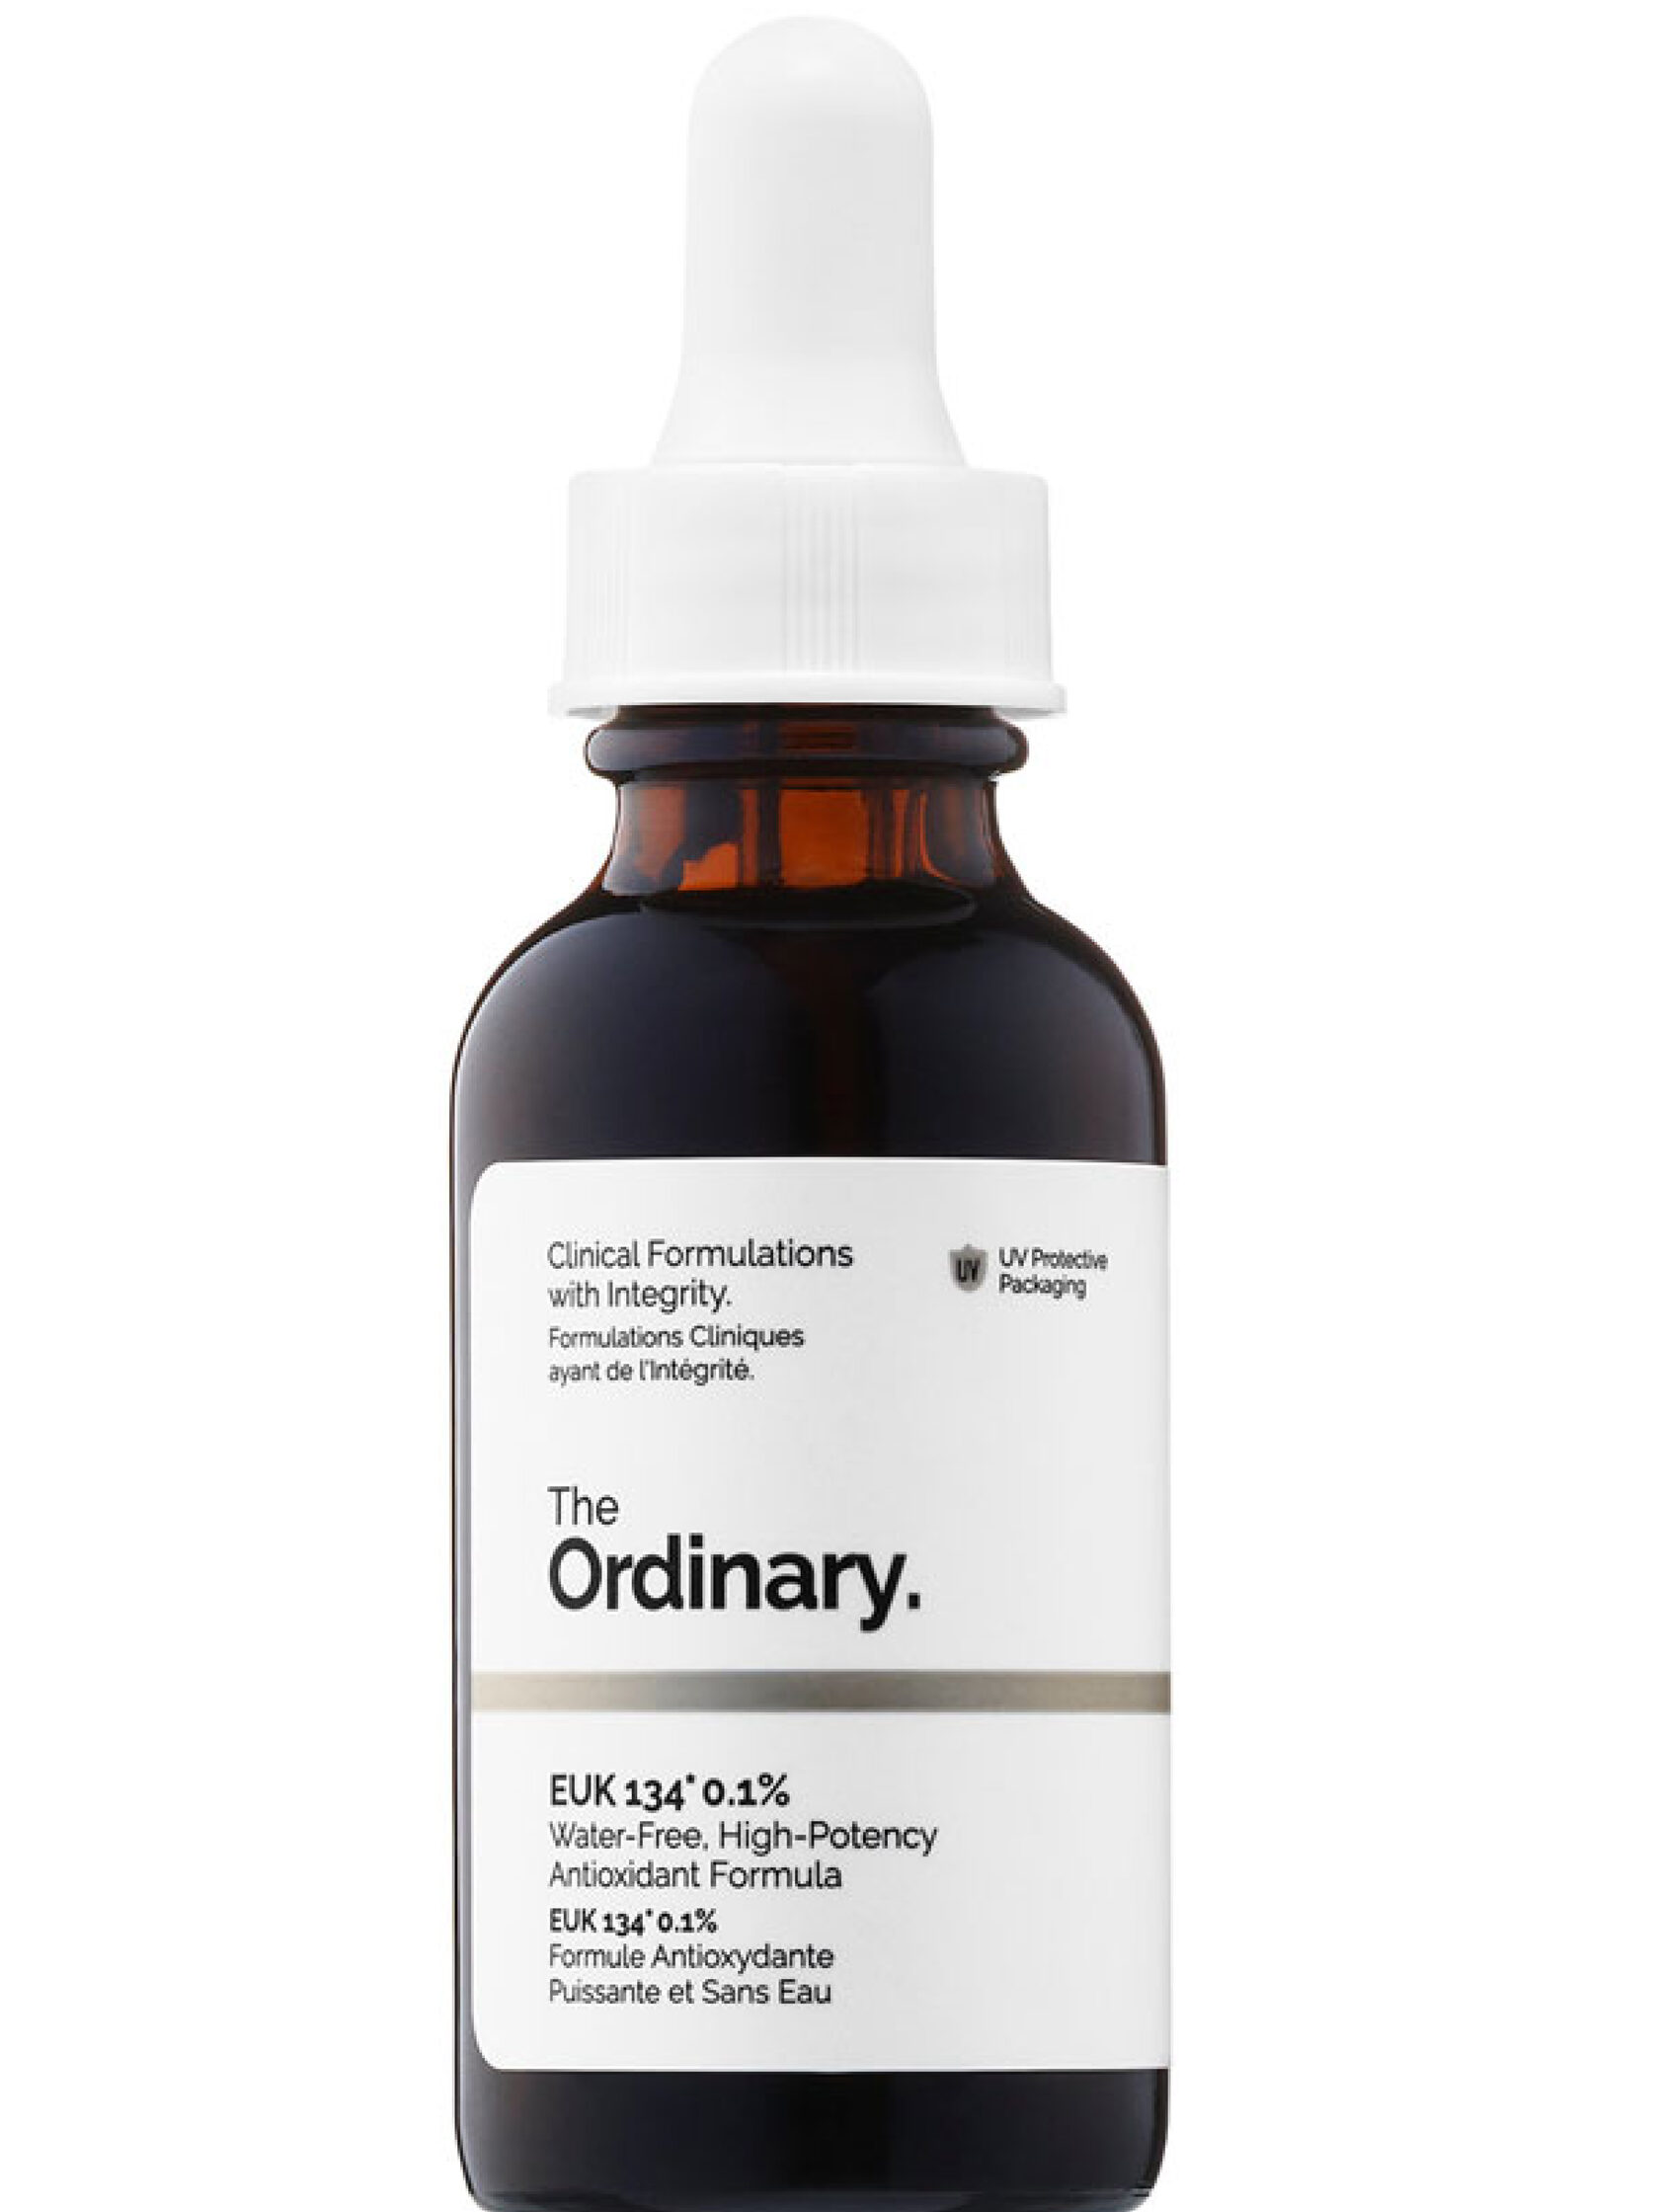 Clinical Formulations
with Integrity.
Formulations Cliniques
ayant de l'Intégrité.
UV
UV Protective
Packaging
The
Ordinary.
EUK 134* 0.1%
Water-Free, High-Potency
Antioxidant Formula
EUK 134* 0.1%
Formule Antioxydante
Puissante et Sans Eau